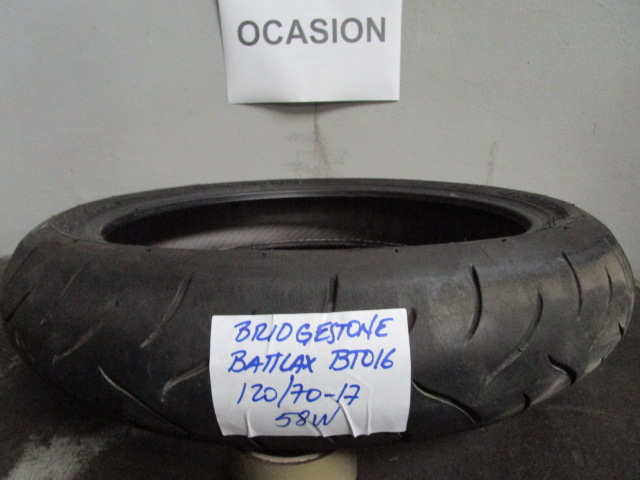 OCASION
BRIDGESTONE
BATTLAX BT016
120/70-17
58W